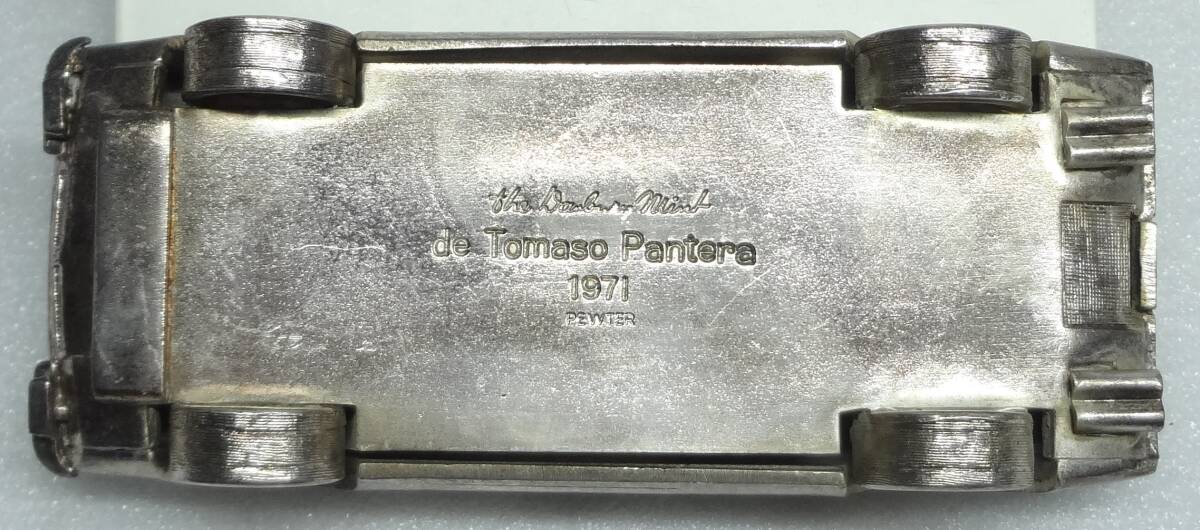 the Danbury Mint
de Tomaso Pantera
1971
PEWTER